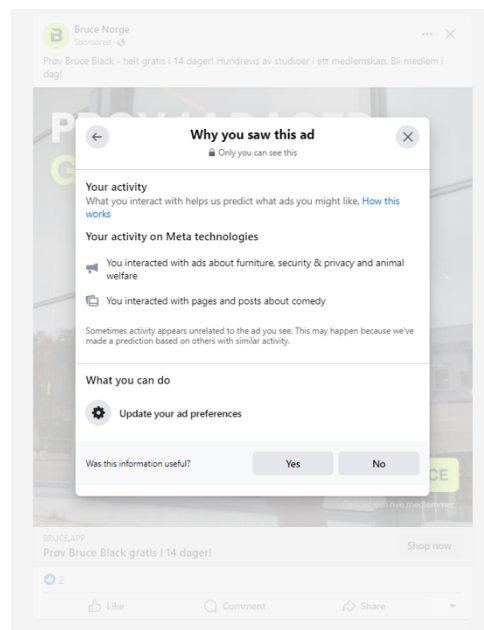 Bruce Norge
Sponsored ·
Prøv Bruce Black - helt gratis i 14 dager! Hundrevis av studioer i ett medlemskap. Bli medlem i
dag!
Why you saw this ad
Only you can see this
Your activity
What you interact with helps us predict what ads you might like. How this
works
Your activity on Meta technologies
You interacted with ads about furniture, security & privacy and animal
welfare
You interacted with pages and posts about comedy
Sometimes activity appears unrelated to the ad you see. This may happen because we've
made a prediction based on others with similar activity.
What you can do
Update your ad preferences
Was this information useful?
Yes
No
BRUCE.APP
Prøv Bruce Black gratis i 14 dager!
Shop now
2
Like
Comment
Share